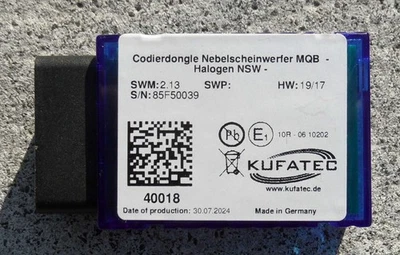 Codierdongle Nebelscheinwerfer MQB -
Halogen NSW -
SWM: 2.13 SWP: HW: 19/17
S/N: 85F50039
Pb E1 10R - 06 10202
KUFATEC
www.kufatec.de
40018
Date of production: 30.07.2024 Made in Germany